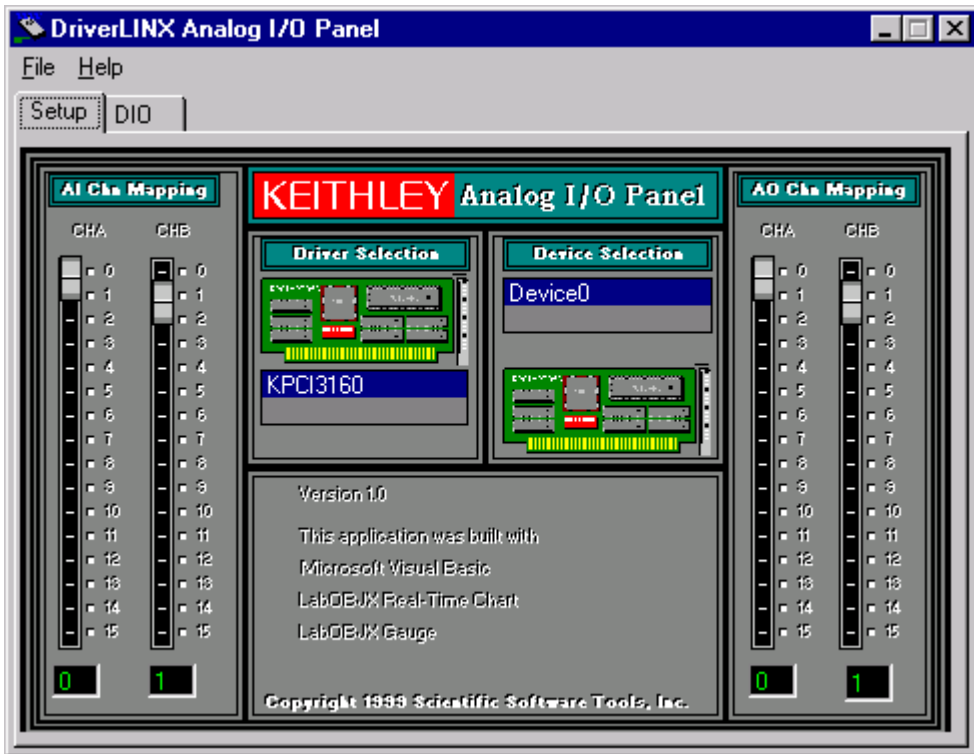 DriverLINX Analog I/O Panel
File Help
Setup DIO
AI Chn Mapping
CHA CHB
0 0
1 1
2 2
3 3
4 4
5 5
6 6
7 7
8 8
9 9
10 10
11 11
12 12
13 13
14 14
15 15
0 1
KEITHLEY Analog I/O Panel
Driver Selection
KPCI3160
Device Selection
Device0
Version 1.0
This application was built with
Microsoft Visual Basic
LabOBJX Real-Time Chart
LabOBJX Gauge
Copyright 1999 Scientific Software Tools, Inc.
AO Chn Mapping
CHA CHB
0 0
1 1
2 2
3 3
4 4
5 5
6 6
7 7
8 8
9 9
10 10
11 11
12 12
13 13
14 14
15 15
0 1